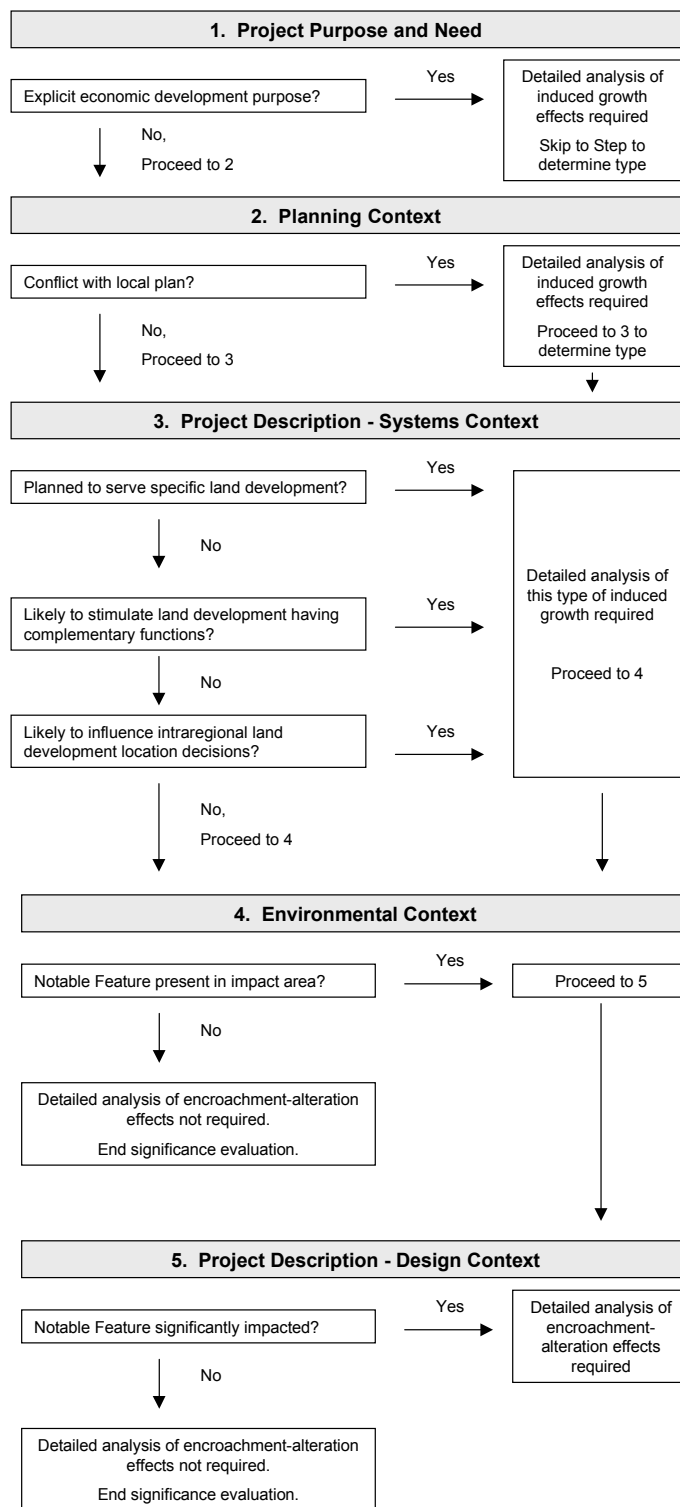 1. Project Purpose and Need
Explicit economic development purpose?
Yes
Detailed analysis of
induced growth
effects required
Skip to Step to
determine type
No,
Proceed to 2
2. Planning Context
Conflict with local plan?
Yes
Detailed analysis of
induced growth
effects required
Proceed to 3 to
determine type
No,
Proceed to 3
3. Project Description - Systems Context
Planned to serve specific land development?
Yes
No
Likely to stimulate land development having
complementary functions?
Yes
Detailed analysis of
this type of induced
growth required
Proceed to 4
No
Likely to influence intraregional land
development location decisions?
Yes
No,
Proceed to 4
4. Environmental Context
Notable Feature present in impact area?
Yes
Proceed to 5
No
Detailed analysis of encroachment-alteration
effects not required.
End significance evaluation.
5. Project Description - Design Context
Notable Feature significantly impacted?
Yes
Detailed analysis of
encroachment-
alteration effects
required
No
Detailed analysis of encroachment-alteration
effects not required.
End significance evaluation.